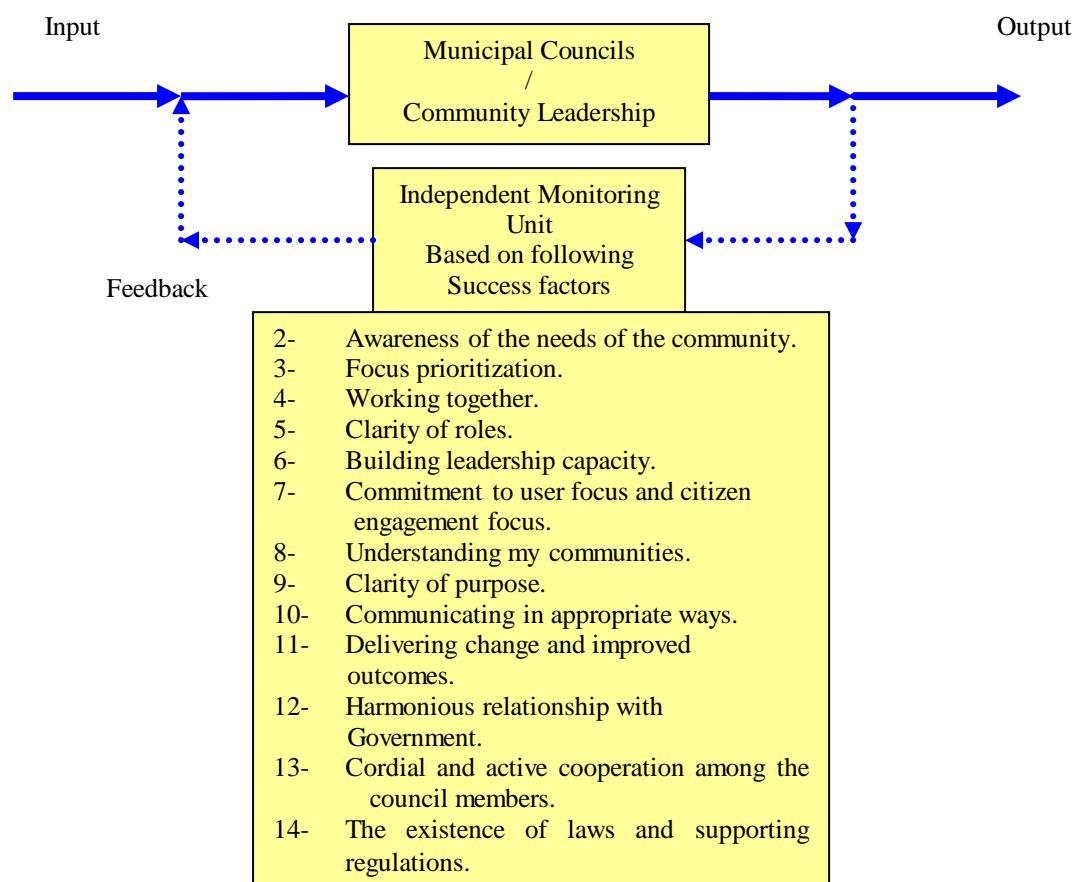 Input
Output
Municipal Councils
/
Community Leadership
Independent Monitoring
Unit
Based on following
Success factors
Feedback
2- Awareness of the needs of the community.
3- Focus prioritization.
4- Working together.
5- Clarity of roles.
6- Building leadership capacity.
7- Commitment to user focus and citizen
engagement focus.
8- Understanding my communities.
9- Clarity of purpose.
10- Communicating in appropriate ways.
11- Delivering change and improved
outcomes.
12- Harmonious relationship with
Government.
13- Cordial and active cooperation among the
council members.
14- The existence of laws and supporting
regulations.